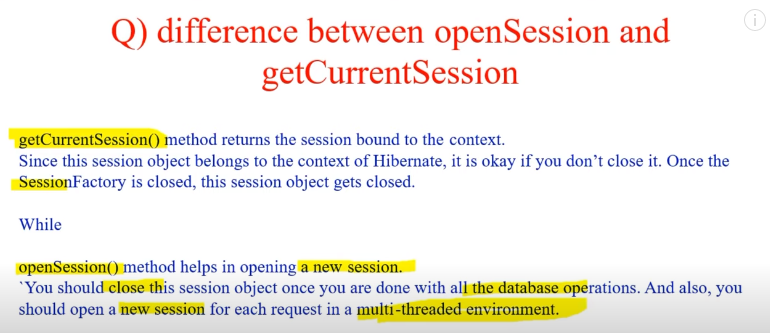 Q) difference between openSession and
getCurrentSession
getCurrentSession() method returns the session bound to the context.
Since this session object belongs to the context of Hibernate, it is okay if you don’t close it. Once the
SessionFactory is closed, this session object gets closed.
While
openSession() method helps in opening a new session.
`You should close this session object once you are done with all the database operations. And also, you
should open a new session for each request in a multi-threaded environment.